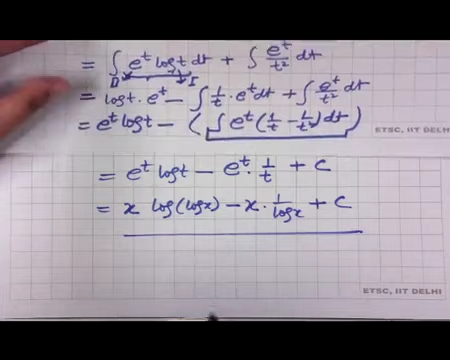 = ∫ e^t log t dt + ∫ e^t/t² dt
II I
= log t · e^t − ∫ 1/t · e^t dt + ∫ e^t/t² dt
= e^t log t − ( ∫ e^t (1/t − 1/t²) dt )
ETSC, IIT DELHI
= e^t log t − e^t · 1/t + c
= x log(log x) − x · 1/log x + c
ETSC, IIT DELHI